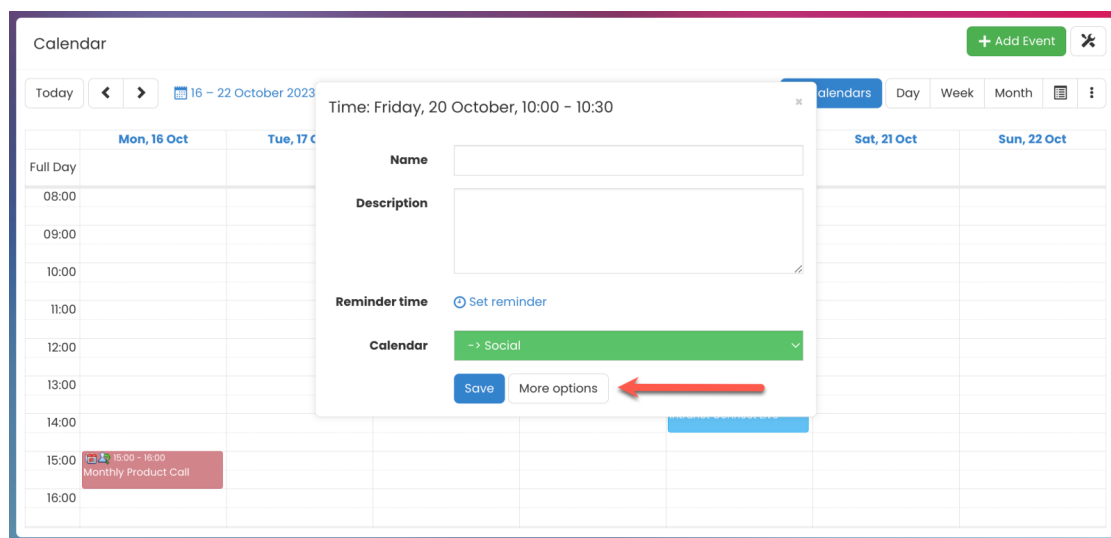 Calendar
+ Add Event
Today
16 – 22 October 2023
alendars
Day
Week
Month
Time: Friday, 20 October, 10:00 - 10:30
×
Mon, 16 Oct
Tue, 17 O
Sat, 21 Oct
Sun, 22 Oct
Full Day
Name
Description
Reminder time
Set reminder
Calendar
-> Social
Save
More options
08:00
09:00
10:00
11:00
12:00
13:00
14:00
15:00
15:00 - 16:00
Monthly Product Call
16:00